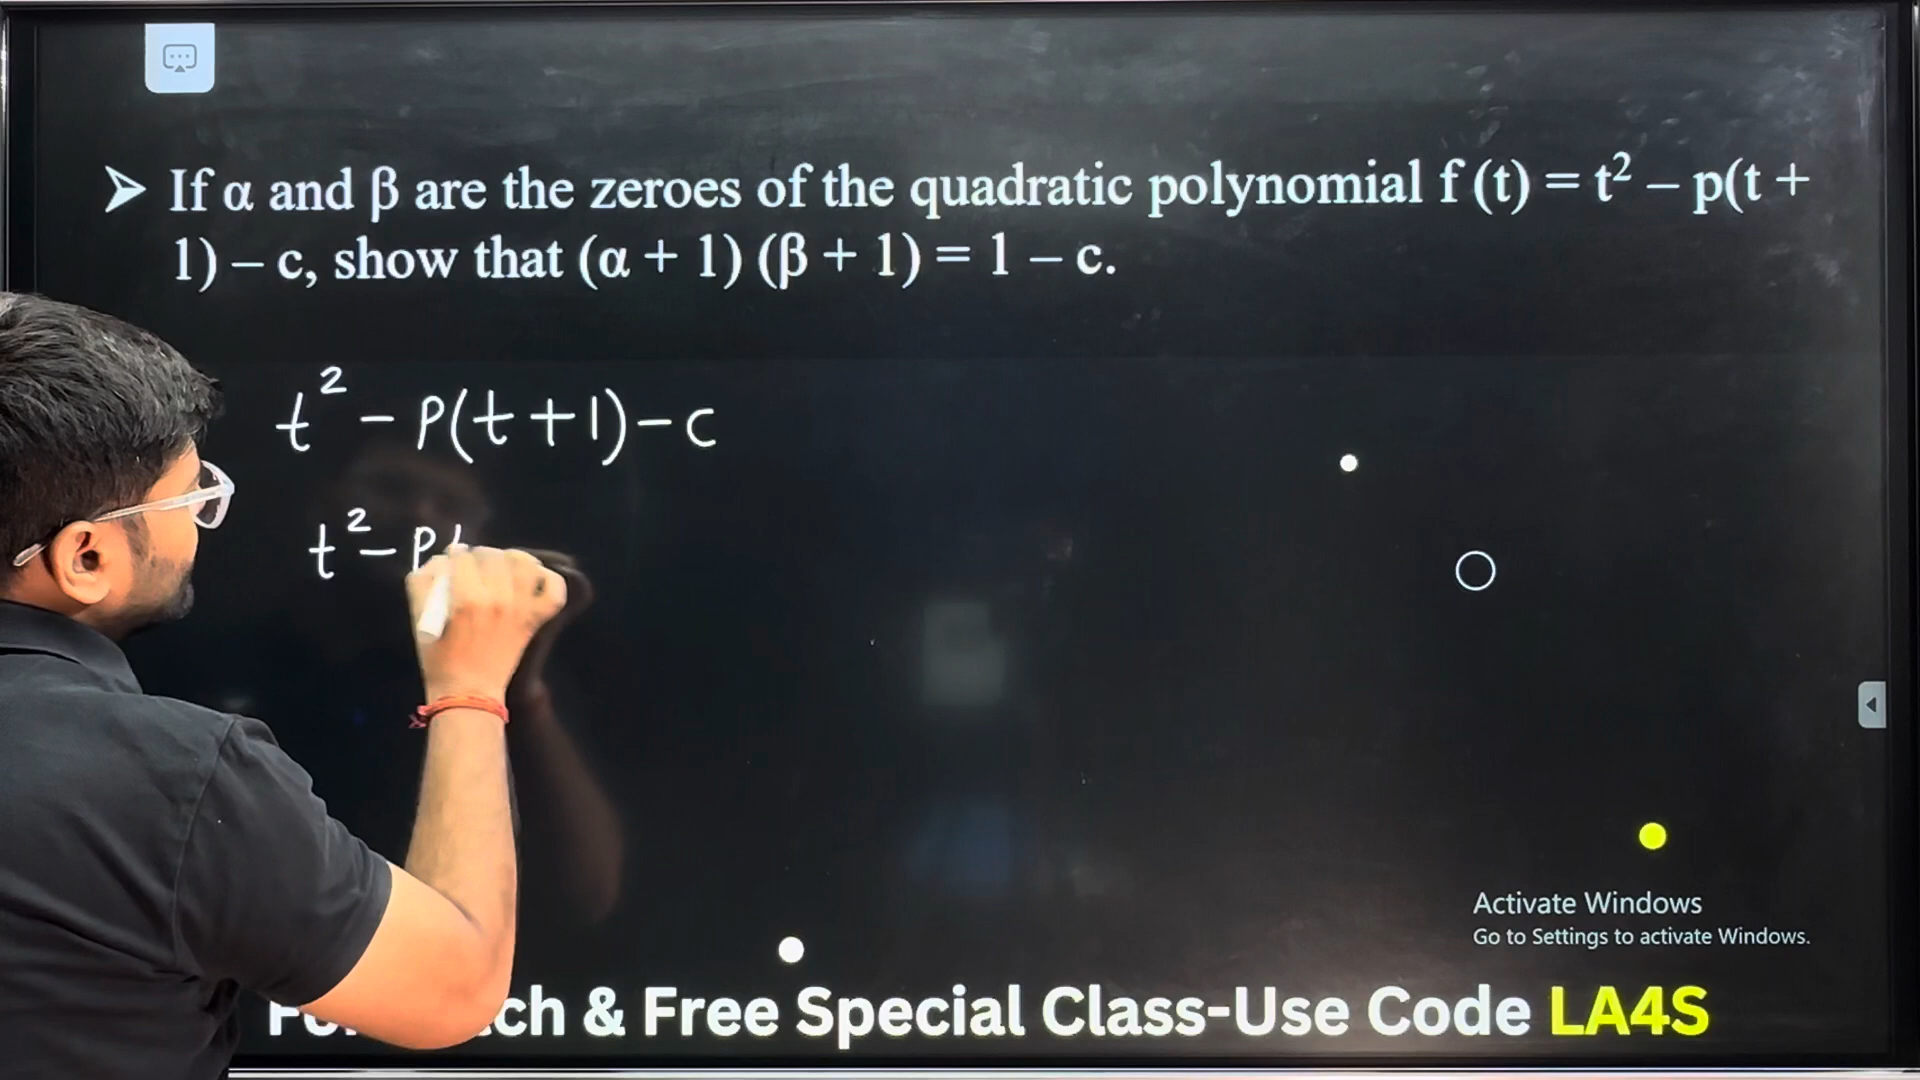 ➤ If α and β are the zeroes of the quadratic polynomial f (t) = t² – p(t +
1) – c, show that (α + 1) (β + 1) = 1 – c.
t² - P(t+1)-c
t² - P
Activate Windows
Go to Settings to activate Windows.
& Free Special Class-Use Code LA4S